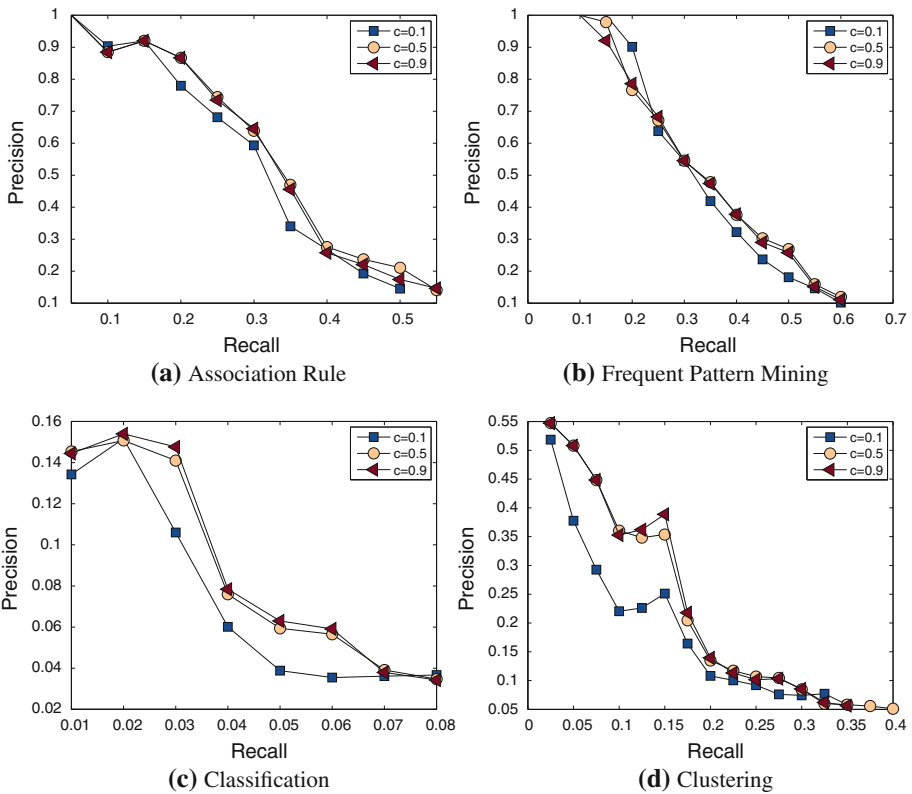 1
0.9
0.8
0.7
0.6
0.5
0.4
0.3
0.2
0.1
Precision
c=0.1
c=0.5
c=0.9
0.1 0.2 0.3 0.4 0.5
Recall
(a) Association Rule
1
0.9
0.8
0.7
0.6
0.5
0.4
0.3
0.2
0.1
Precision
c=0.1
c=0.5
c=0.9
0 0.1 0.2 0.3 0.4 0.5 0.6 0.7
Recall
(b) Frequent Pattern Mining
0.16
0.14
0.12
0.1
0.08
0.06
0.04
0.02
Precision
c=0.1
c=0.5
c=0.9
0.01 0.02 0.03 0.04 0.05 0.06 0.07 0.08
Recall
(c) Classification
0.55
0.5
0.45
0.4
0.35
0.3
0.25
0.2
0.15
0.1
0.05
Precision
c=0.1
c=0.5
c=0.9
0 0.05 0.1 0.15 0.2 0.25 0.3 0.35 0.4
Recall
(d) Clustering